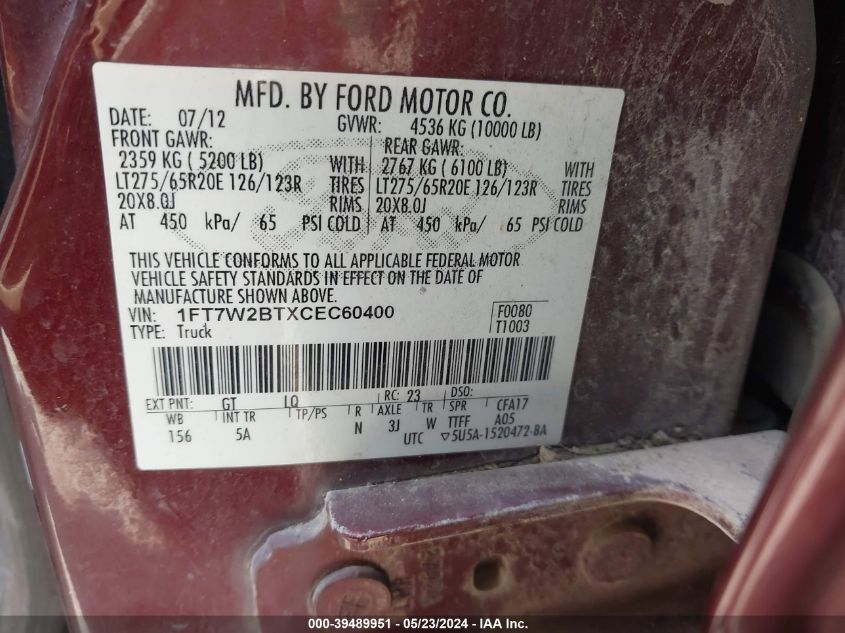 MFD. BY FORD MOTOR CO.
DATE: 07/12 GVWR: 4536 KG (10000 LB)
FRONT GAWR: REAR GAWR:
2359 KG ( 5200 LB) WITH 2767 KG ( 6100 LB) WITH
LT275/65R20E 126/123R TIRES LT275/65R20E 126/123R TIRES
20X8.0J RIMS 20X8.0J RIMS
AT 450 kPa/ 65 PSI COLD AT 450 kPa/ 65 PSI COLD
THIS VEHICLE CONFORMS TO ALL APPLICABLE FEDERAL MOTOR
VEHICLE SAFETY STANDARDS IN EFFECT ON THE DATE OF
MANUFACTURE SHOWN ABOVE.
VIN: 1FT7W2BTXCEC60400 F0080
TYPE: Truck T1003
EXT PNT: GT LQ RC: 23 DSO:
WB INT TR TP/PS R AXLE TR SPR CFA17
156 5A N 3J W TTFF A05
UTC ▽5U5A-1520472-BA
000-39489951 / 05/23/2024 / IAA Inc.